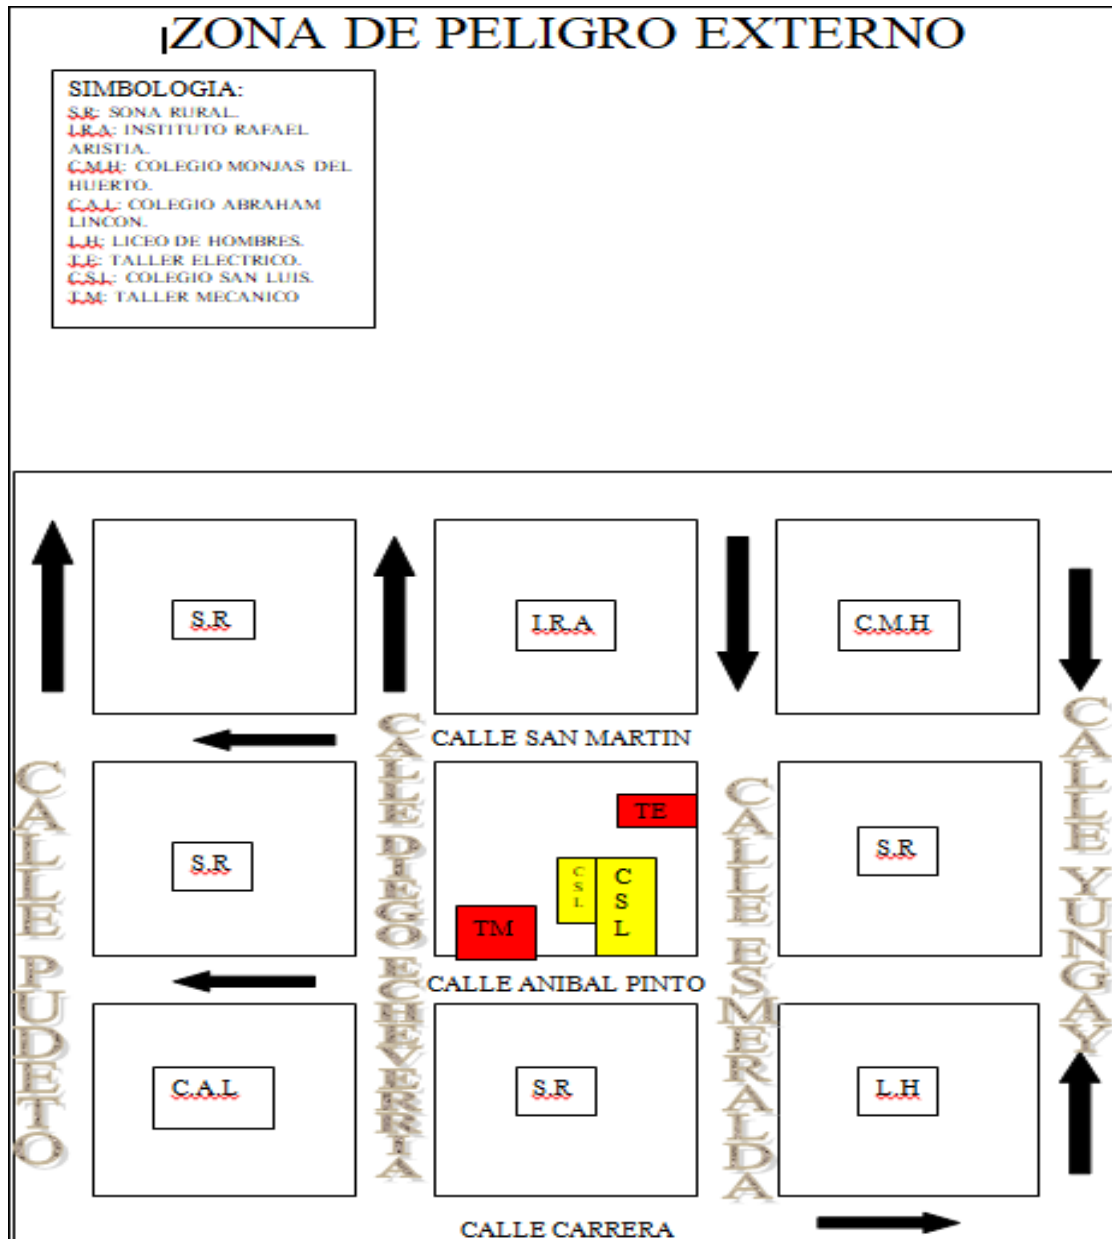 ¡ZONA DE PELIGRO EXTERNO
SIMBOLOGIA:
S.R: SONA RURAL.
I.R.A: INSTITUTO RAFAEL
ARISTIA.
C.M.H: COLEGIO MONJAS DEL
HUERTO.
C.A.L: COLEGIO ABRAHAM
LINCON.
L.H: LICEO DE HOMBRES.
T.E: TALLER ELECTRICO.
C.S.L: COLEGIO SAN LUIS.
T.M: TALLER MECANICO
S.R
I.R.A
C.M.H
CALLE SAN MARTIN
CALLE PUDETO
CALLE DIEGO ECHEVERRIA
CALLE ESMERALDA
CALLE YUNGAY
S.R
TE
CSL
CSL
TM
S.R
CALLE ANIBAL PINTO
C.A.L
S.R
L.H
CALLE CARRERA